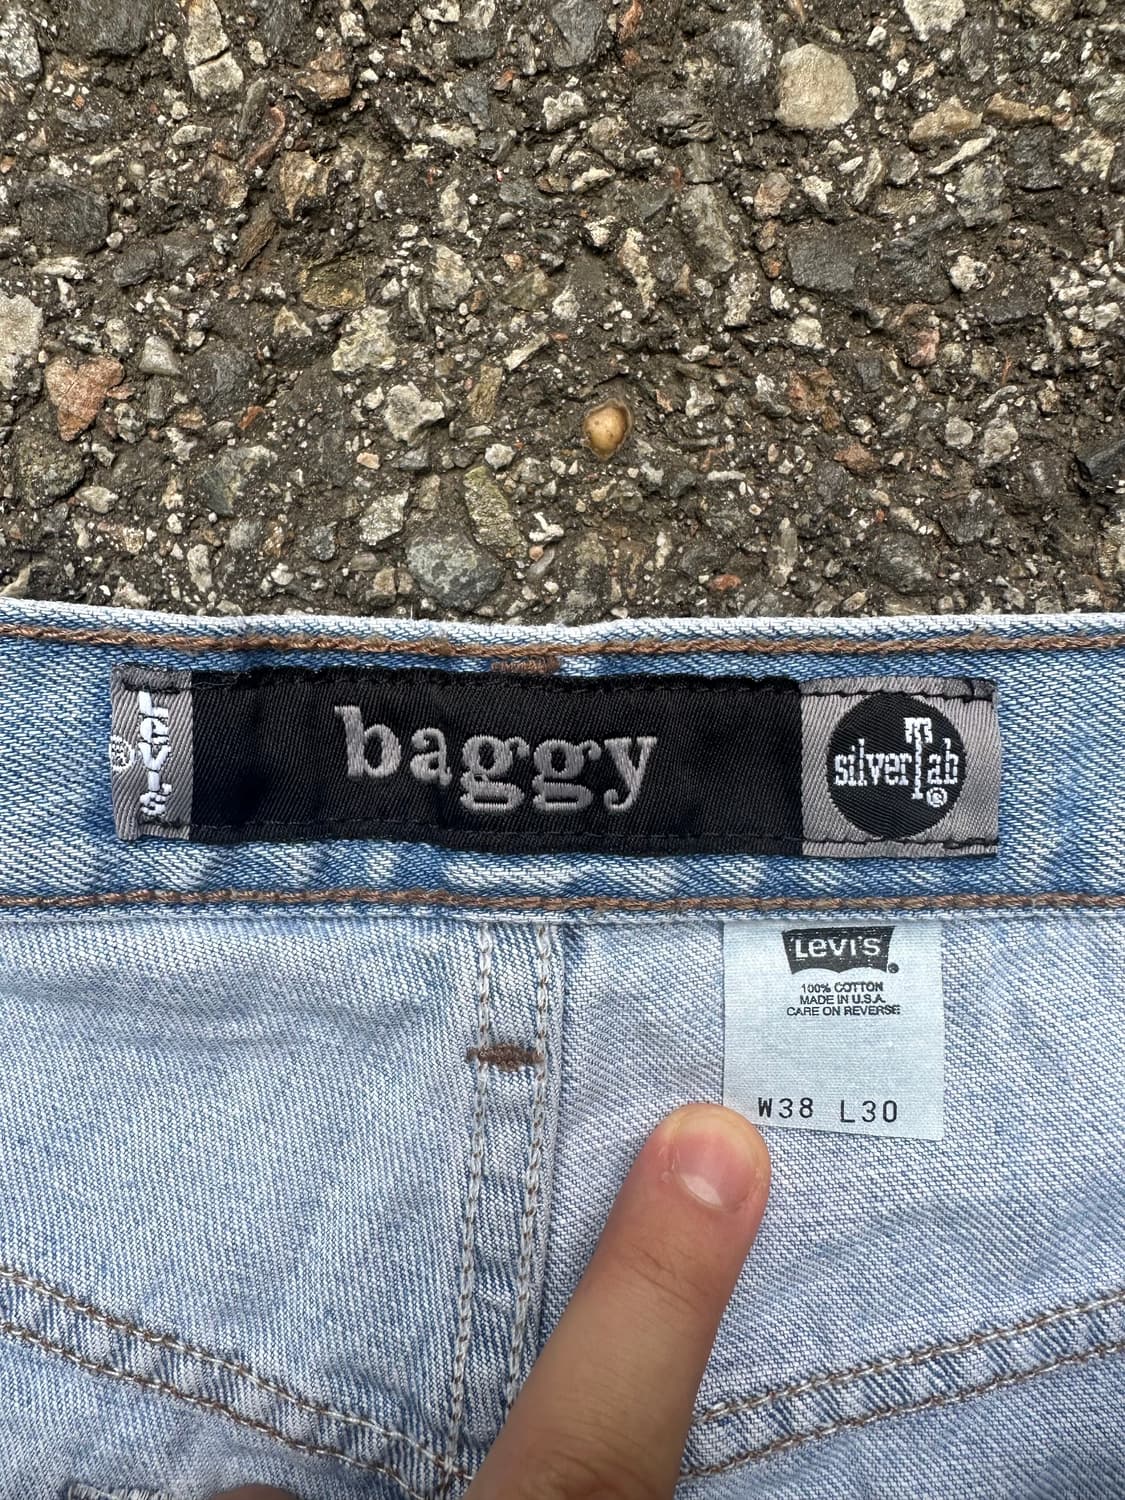 Levi's
®
baggy
silverTab
®
Levi's®
100% COTTON
MADE IN U.S.A.
CARE ON REVERSE
W38 L30